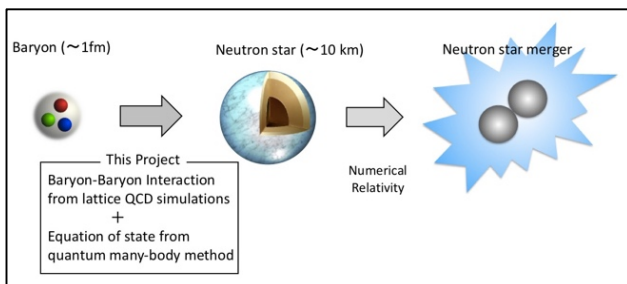 Baryon (～1fm)
Neutron star (～10 km)
Neutron star merger
This Project
Baryon-Baryon Interaction
from lattice QCD simulations
+
Equation of state from
quantum many-body method
Numerical
Relativity